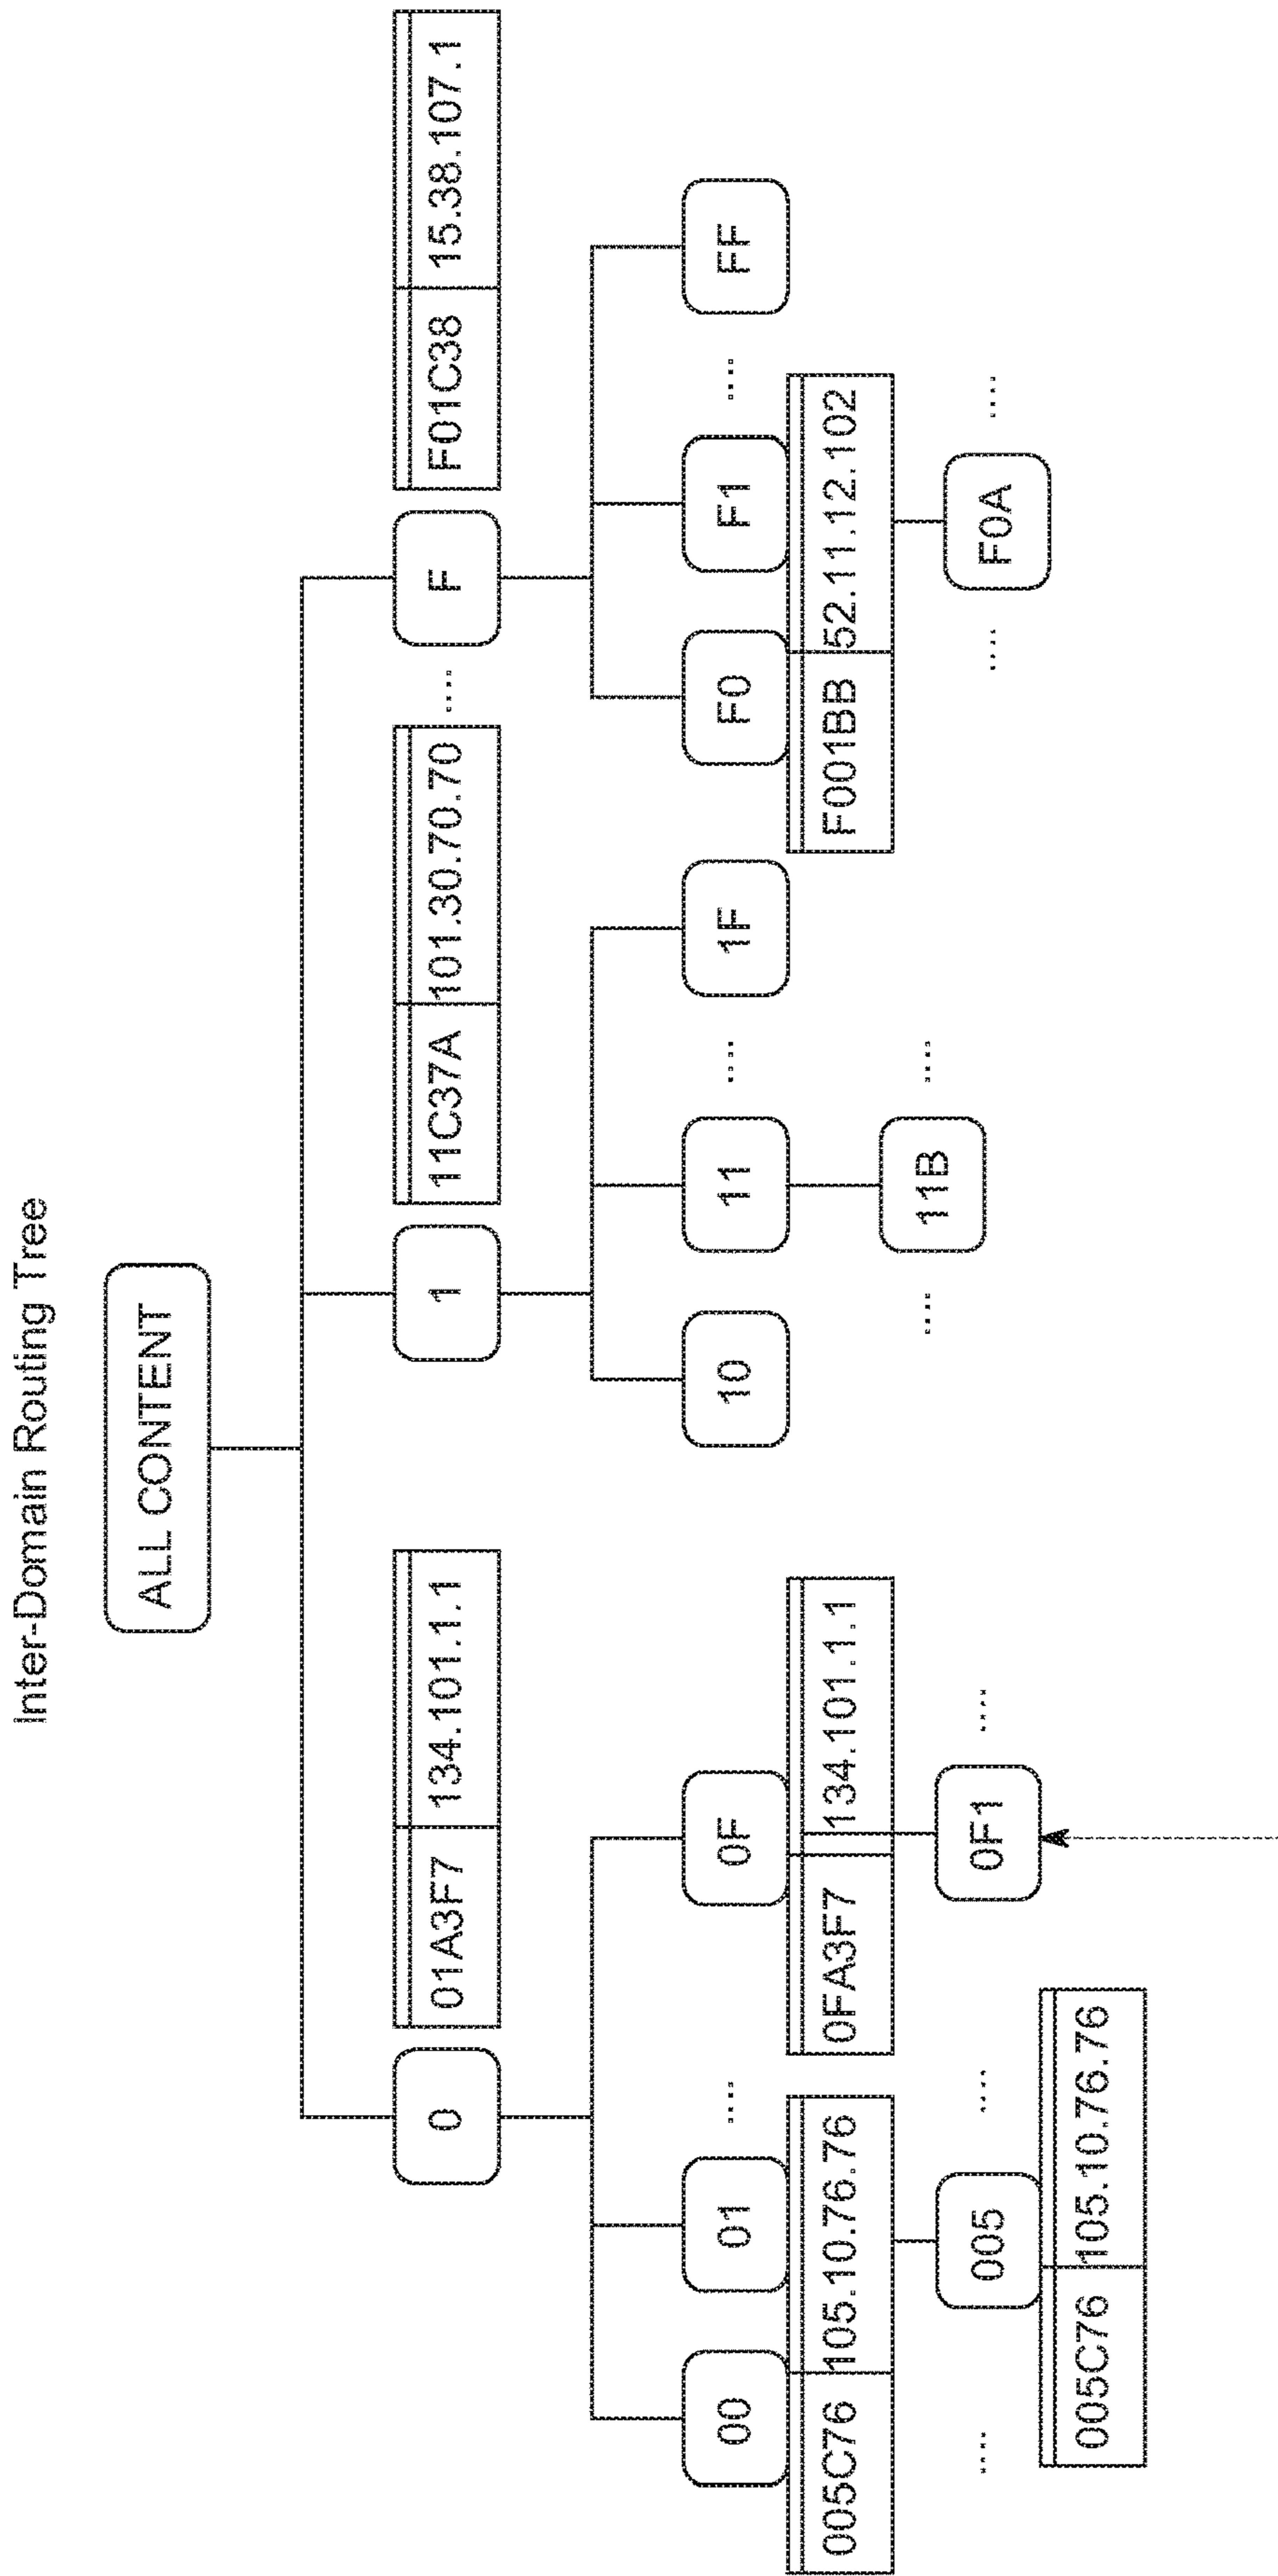 Inter-Domain Routing Tree
ALL CONTENT
0
01A3F7 134.101.1.1
1
11C37A 101.30.70.70
....
F
F01C38 15.38.107.1
00
01
....
0F
10
11
....
1F
F0
F1
....
FF
005C76 105.10.76.76
0FA3F7 134.101.1.1
F001BB 52.11.12.102
....
005
....
0F1
....
....
11B
....
....
F0A
....
005C76 105.10.76.76